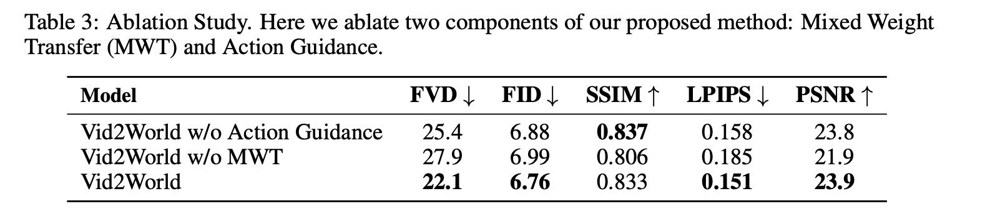 Table 3: Ablation Study. Here we ablate two components of our proposed method: Mixed Weight
Transfer (MWT) and Action Guidance.
Model FVD ↓ FID ↓ SSIM ↑ LPIPS ↓ PSNR ↑
Vid2World w/o Action Guidance 25.4 6.88 0.837 0.158 23.8
Vid2World w/o MWT 27.9 6.99 0.806 0.185 21.9
Vid2World 22.1 6.76 0.833 0.151 23.9